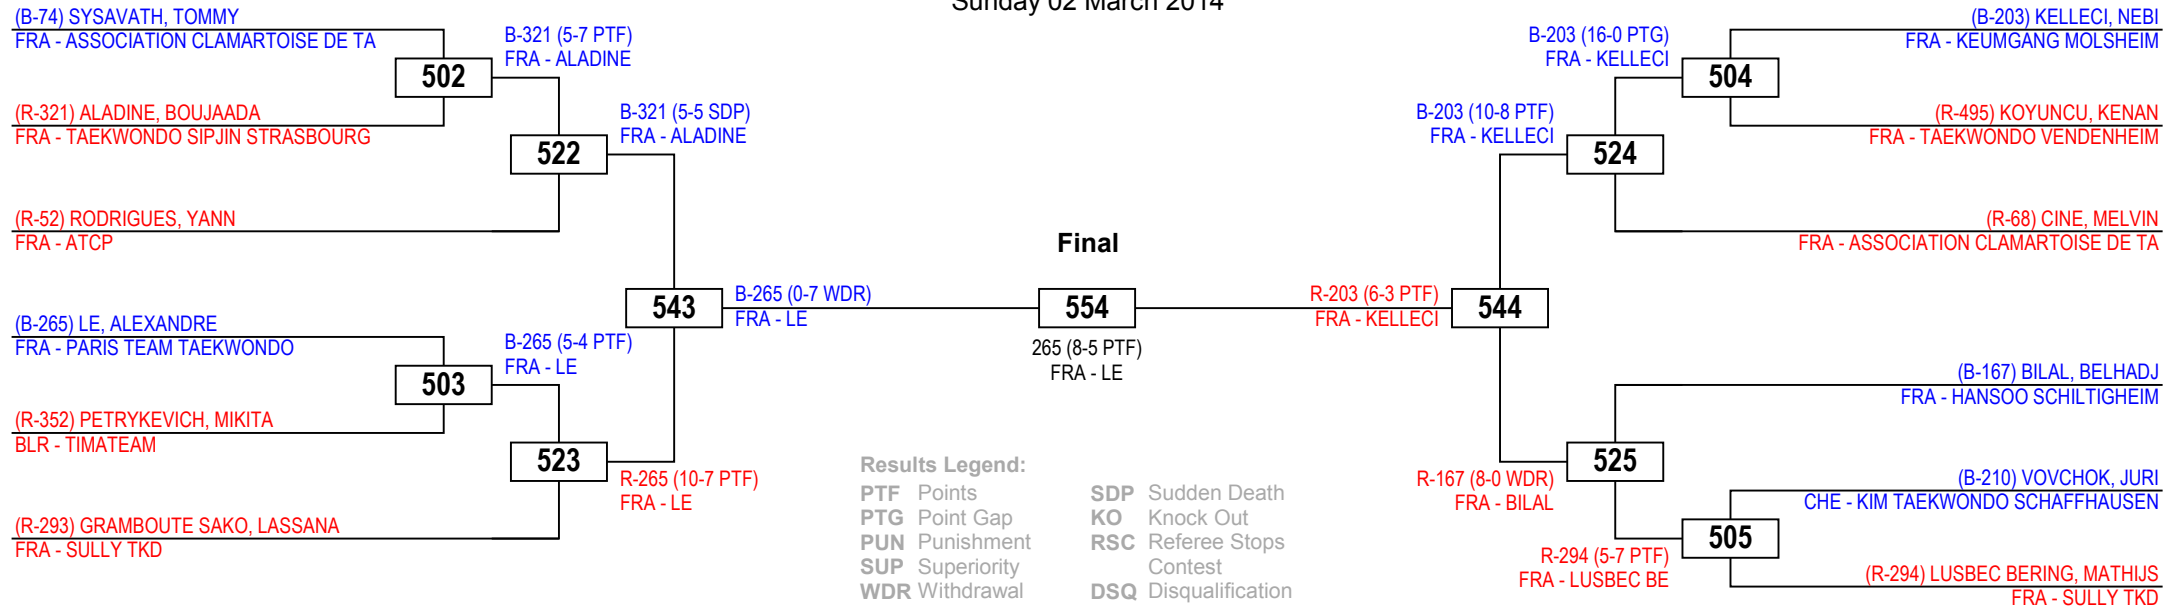 Sunday 02 March 2014
(B-74) SYSAVATH, TOMMY
FRA - ASSOCIATION CLAMARTOISE DE TA
502
(R-321) ALADINE, BOUJAADA
FRA - TAEKWONDO SIPJIN STRASBOURG
B-321 (5-7 PTF)
FRA - ALADINE
522
(R-52) RODRIGUES, YANN
FRA - ATCP
B-321 (5-5 SDP)
FRA - ALADINE
543
(B-265) LE, ALEXANDRE
FRA - PARIS TEAM TAEKWONDO
503
(R-352) PETRYKEVICH, MIKITA
BLR - TIMATEAM
B-265 (5-4 PTF)
FRA - LE
523
(R-293) GRAMBOUTE SAKO, LASSANA
FRA - SULLY TKD
R-265 (10-7 PTF)
FRA - LE
B-265 (0-7 WDR)
FRA - LE
Final
554
265 (8-5 PTF)
FRA - LE
R-203 (6-3 PTF)
FRA - KELLECI
544
B-203 (10-8 PTF)
FRA - KELLECI
524
B-203 (16-0 PTG)
FRA - KELLECI
504
(B-203) KELLECI, NEBI
FRA - KEUMGANG MOLSHEIM
(R-495) KOYUNCU, KENAN
FRA - TAEKWONDO VENDENHEIM
(R-68) CINE, MELVIN
FRA - ASSOCIATION CLAMARTOISE DE TA
(B-167) BILAL, BELHADJ
FRA - HANSOO SCHILTIGHEIM
525
R-167 (8-0 WDR)
FRA - BILAL
(B-210) VOVCHOK, JURI
CHE - KIM TAEKWONDO SCHAFFHAUSEN
505
R-294 (5-7 PTF)
FRA - LUSBEC BE
(R-294) LUSBEC BERING, MATHIJS
FRA - SULLY TKD
Results Legend:
PTF Points
PTG Point Gap
PUN Punishment
SUP Superiority
WDR Withdrawal
SDP Sudden Death
KO Knock Out
RSC Referee Stops
Contest
DSQ Disqualification